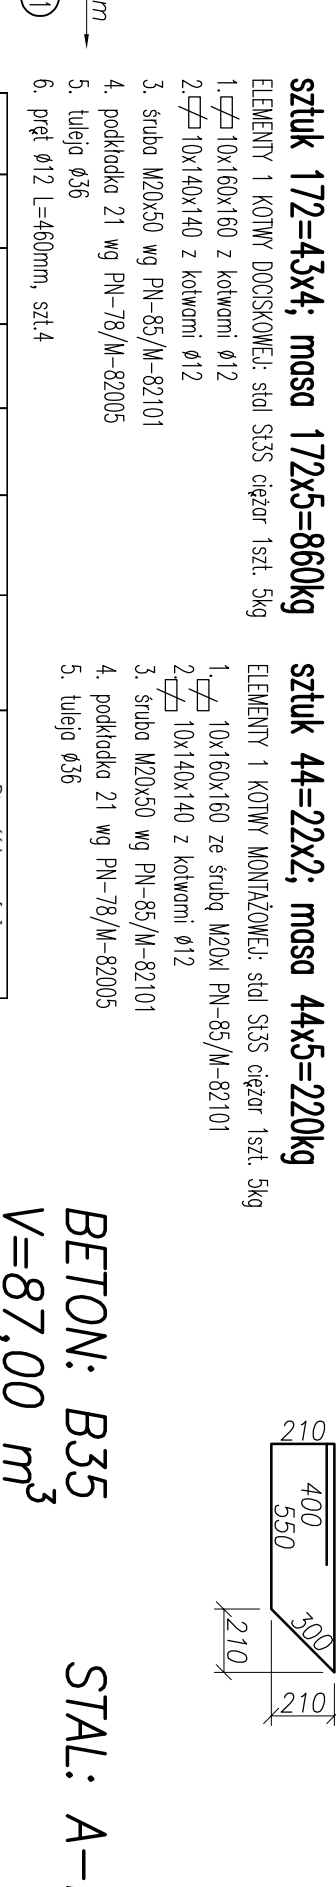 sztuk 172=43x4; masa 172x5=860kg
ELEMENTY 1 KOTWY DOCISKOWEJ: stal St3S ciężar 1szt. 5kg
1. 10x160x160 z kotwami ø12
2. 10x140x140 z kotwami ø12
3. śruba M20x50 wg PN-85/M-82101
4. podkładka 21 wg PN-78/M-82005
5. tuleja ø36
6. pręt ø12 L=460mm, szt.4
sztuk 44=22x2; masa 44x5=220kg
ELEMENTY 1 KOTWY MONTAŻOWEJ: stal St3S ciężar 1szt. 5kg
1. 10x160x160 ze śrubą M20xl PN-85/M-82101
2. 10x140x140 z kotwami ø12
3. śruba M20x50 wg PN-85/M-82101
4. podkładka 21 wg PN-78/M-82005
5. tuleja ø36
210
400
550
300
210
210
BETON: B35
V=87,00 m³
STAL: A-
m
1